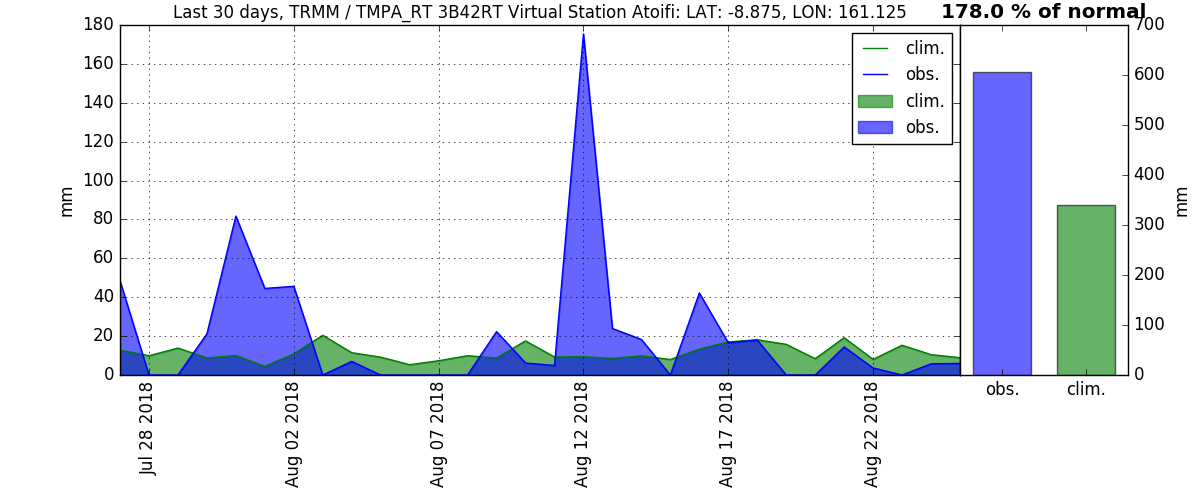 Last 30 days, TRMM / TMPA_RT 3B42RT Virtual Station Atoifi: LAT: -8.875, LON: 161.125
178.0 % of normal
180
160
140
120
100
80
60
40
20
0
mm
clim.
obs.
clim.
obs.
700
600
500
400
300
200
100
0
mm
Jul 28 2018
Aug 02 2018
Aug 07 2018
Aug 12 2018
Aug 17 2018
Aug 22 2018
obs.
clim.